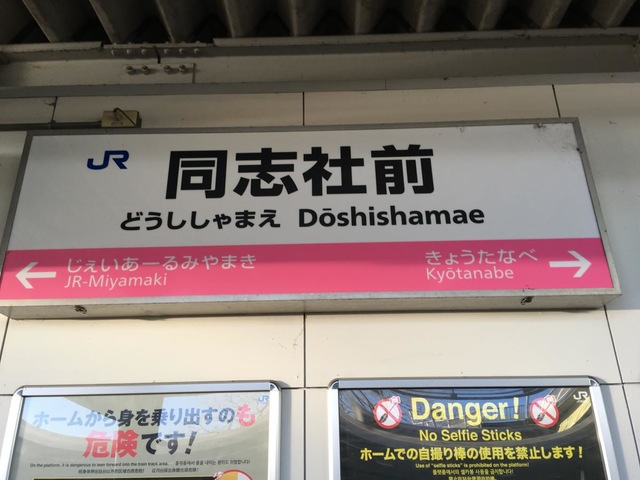 JR 同志社前
どうししゃまえ Dōshishamae
← じぇいあーるみやまき
JR-Miyamaki
きょうたなべ →
Kyōtanabe
ホームから身を乗り出すのも
危険です!
JR
Danger!
No Selfie Sticks
ホームでの自撮り棒の使用を禁止します!
Use of "selfie sticks" is prohibited on the platform!
JR